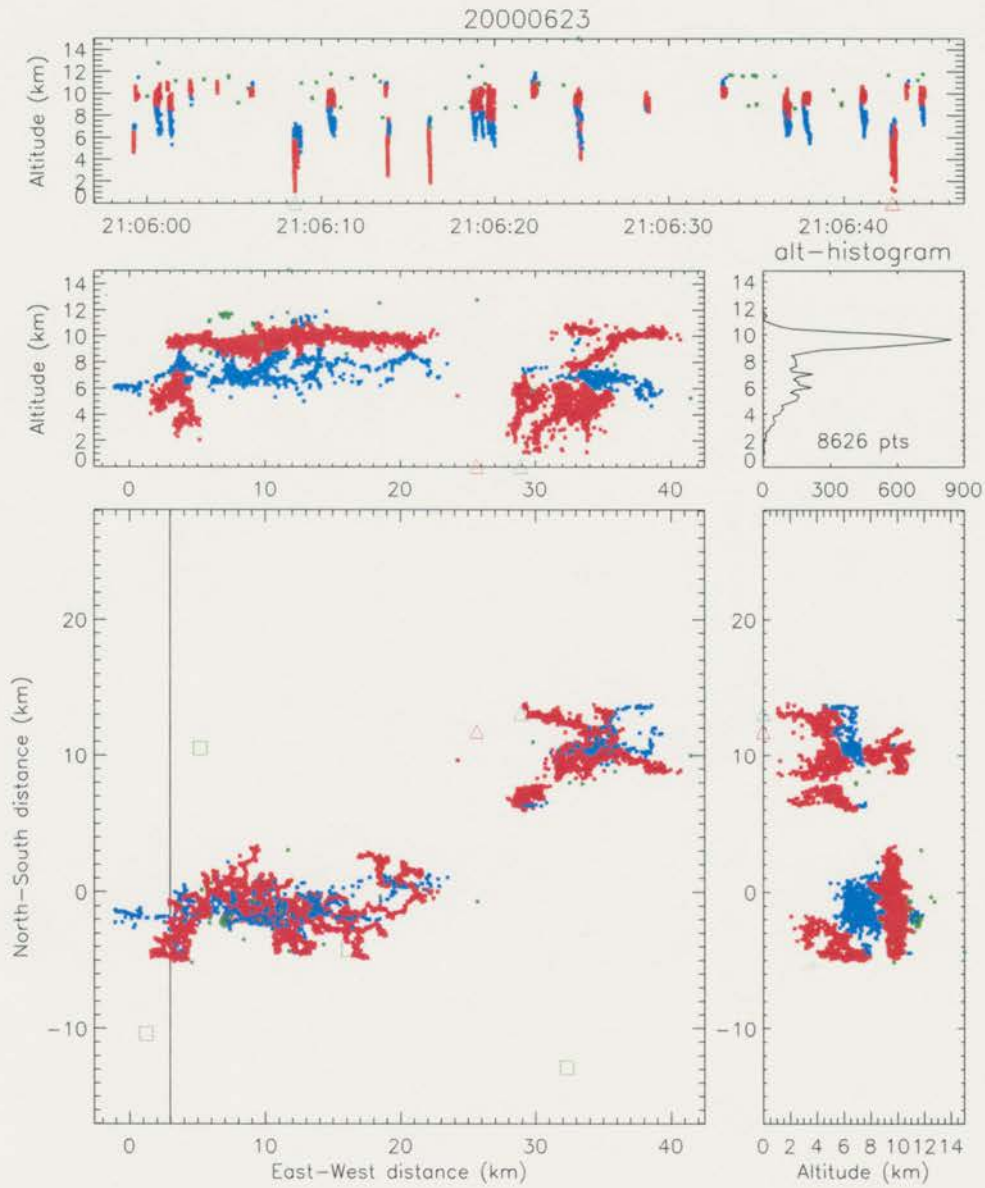 20000623
Altitude (km)
14
12
10
8
6
4
2
0
21:06:00 21:06:10 21:06:20 21:06:30 21:06:40
alt-histogram
Altitude (km)
14
12
10
8
6
4
2
0
0 10 20 30 40
14
12
10
8
6
4
2
0
8626 pts
0 300 600 900
North-South distance (km)
20
10
0
-10
0 10 20 30 40
East-West distance (km)
20
10
0
-10
0 2 4 6 8 10 12 14
Altitude (km)